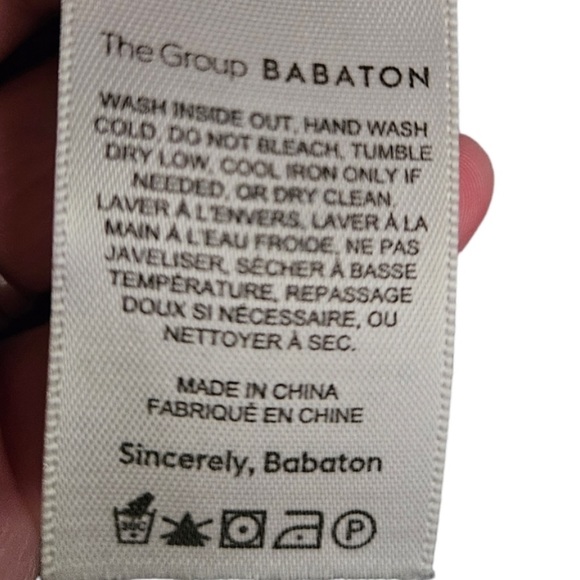 The Group BABATON
WASH INSIDE OUT, HAND WASH
COLD, DO NOT BLEACH, TUMBLE
DRY LOW, COOL IRON ONLY IF
NEEDED, OR DRY CLEAN.
LAVER À L'ENVERS, LAVER À LA
MAIN À L'EAU FROIDE, NE PAS
JAVELISER, SÉCHER À BASSE
TEMPÉRATURE, REPASSAGE
DOUX SI NÉCESSAIRE, OU
NETTOYER À SEC.
MADE IN CHINA
FABRIQUÉ EN CHINE
Sincerely, Babaton
30C P